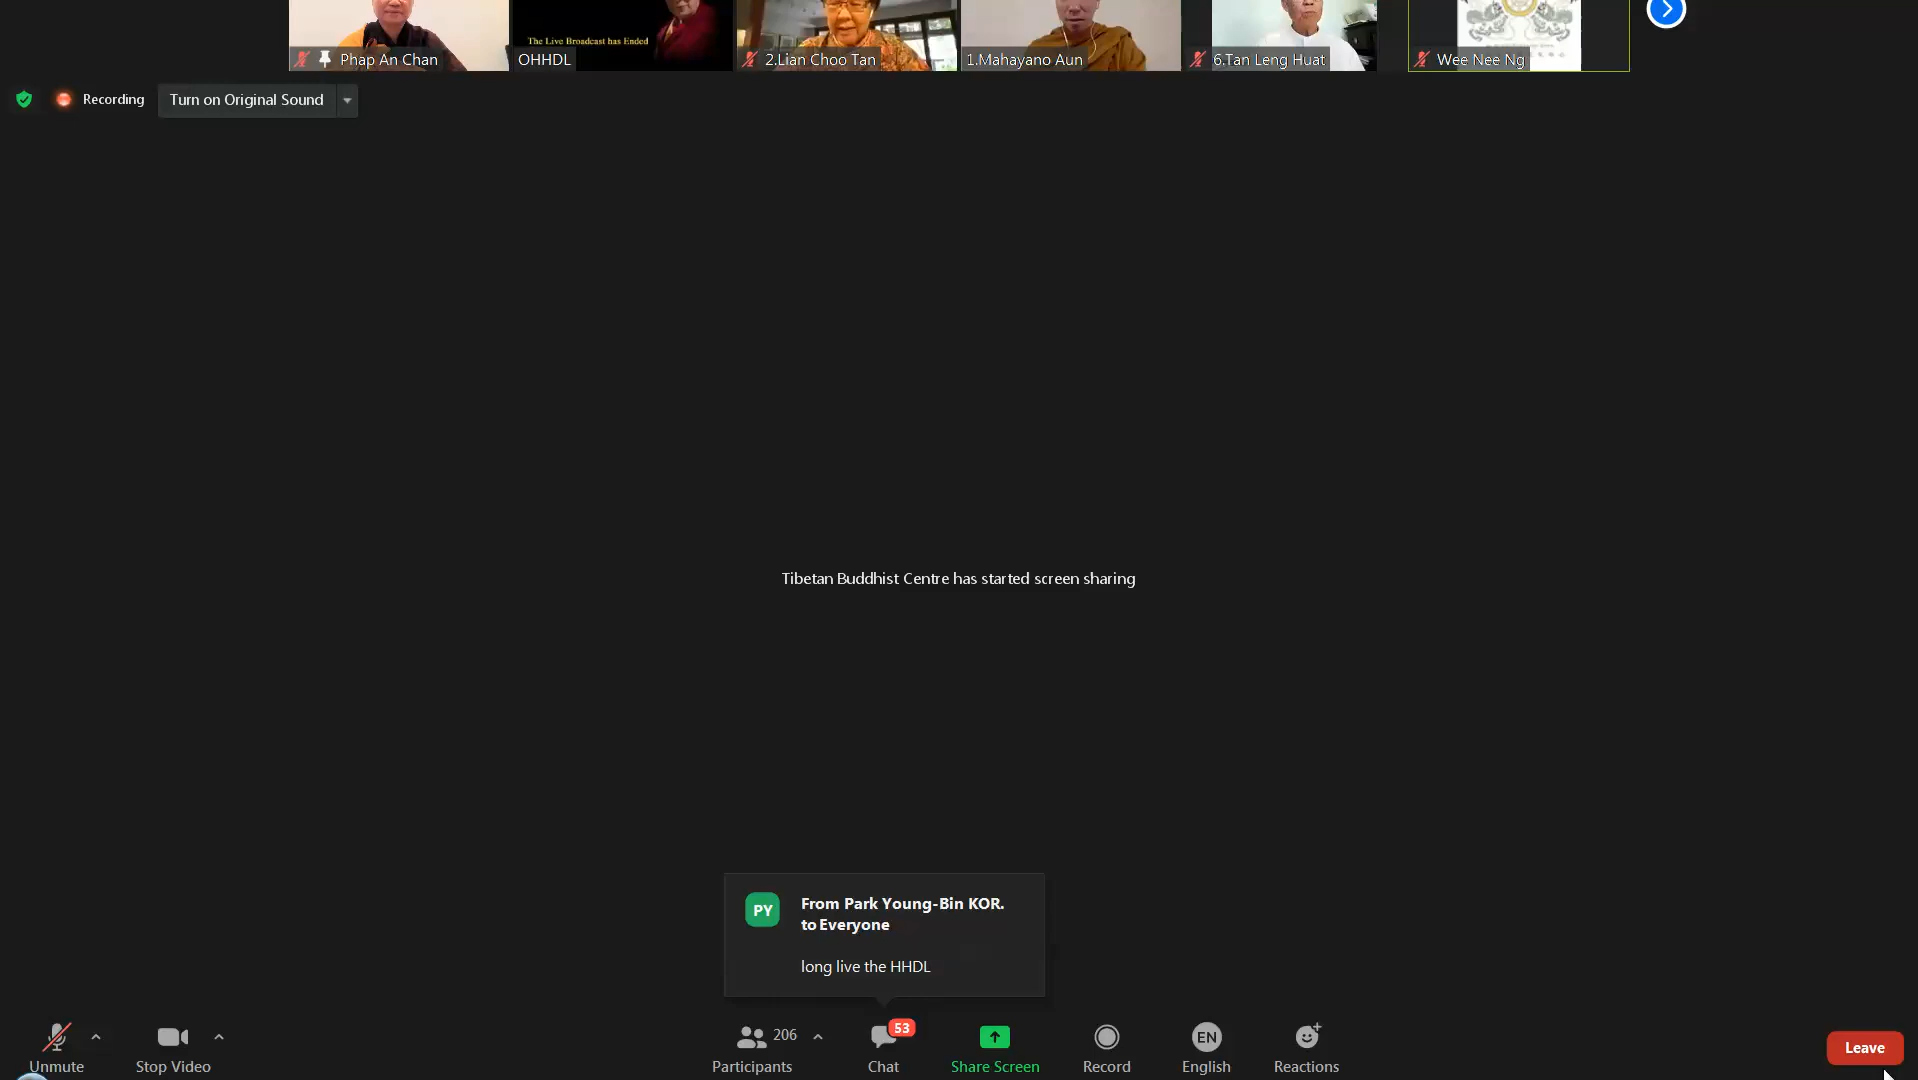 Phap An Chan
The Live Broadcast has Ended
OHHDL
2.Lian Choo Tan
1.Mahayano Aun
6.Tan Leng Huat
Wee Nee Ng
Recording
Turn on Original Sound
Tibetan Buddhist Centre has started screen sharing
PY
From Park Young-Bin KOR.
to Everyone
long live the HHDL
Unmute
Stop Video
206
Participants
53
Chat
Share Screen
Record
EN
English
Reactions
Leave